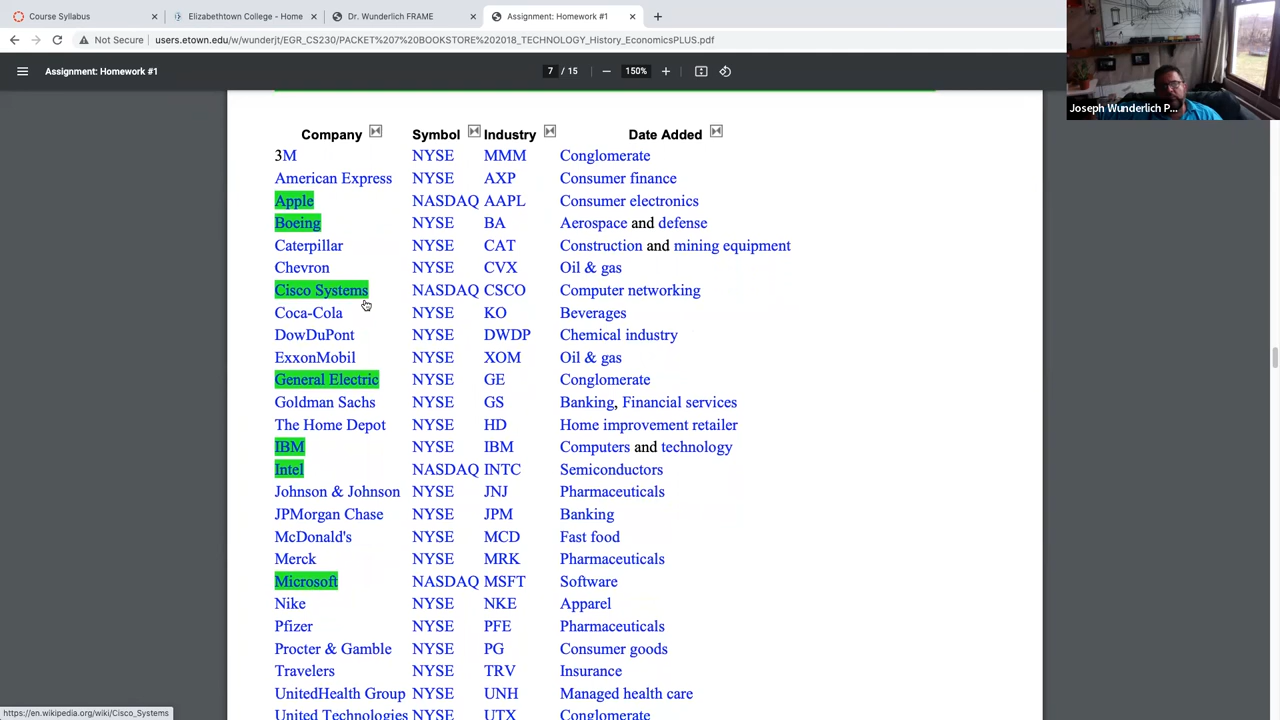 Course Syllabus
Elizabethtown College - Home
Dr. Wunderlich FRAME
Assignment: Homework #1
Not Secure
users.etown.edu/w/wunderjt/EGR_CS230/PACKET%207%20BOOKSTORE%202018_TECHNOLOGY_History_EconomicsPLUS.pdf
Assignment: Homework #1
7 / 15
150%
Joseph Wunderlich P...
Company Symbol Industry Date Added
3M NYSE MMM Conglomerate
American Express NYSE AXP Consumer finance
Apple NASDAQ AAPL Consumer electronics
Boeing NYSE BA Aerospace and defense
Caterpillar NYSE CAT Construction and mining equipment
Chevron NYSE CVX Oil & gas
Cisco Systems NASDAQ CSCO Computer networking
Coca-Cola NYSE KO Beverages
DowDuPont NYSE DWDP Chemical industry
ExxonMobil NYSE XOM Oil & gas
General Electric NYSE GE Conglomerate
Goldman Sachs NYSE GS Banking, Financial services
The Home Depot NYSE HD Home improvement retailer
IBM NYSE IBM Computers and technology
Intel NASDAQ INTC Semiconductors
Johnson & Johnson NYSE JNJ Pharmaceuticals
JPMorgan Chase NYSE JPM Banking
McDonald's NYSE MCD Fast food
Merck NYSE MRK Pharmaceuticals
Microsoft NASDAQ MSFT Software
Nike NYSE NKE Apparel
Pfizer NYSE PFE Pharmaceuticals
Procter & Gamble NYSE PG Consumer goods
Travelers NYSE TRV Insurance
UnitedHealth Group NYSE UNH Managed health care
United Technologies NYSE UTX Conglomerate
https://en.wikipedia.org/wiki/Cisco_Systems